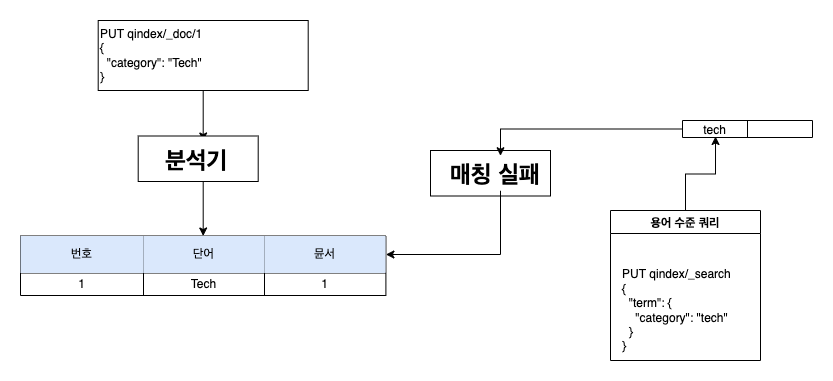 PUT qindex/_doc/1
{
"category": "Tech"
}
분석기
번호 단어 뮨서
1 Tech 1
매칭 실패
tech
용어 수준 쿼리
PUT qindex/_search
{
"term": {
"category": "tech"
}
}